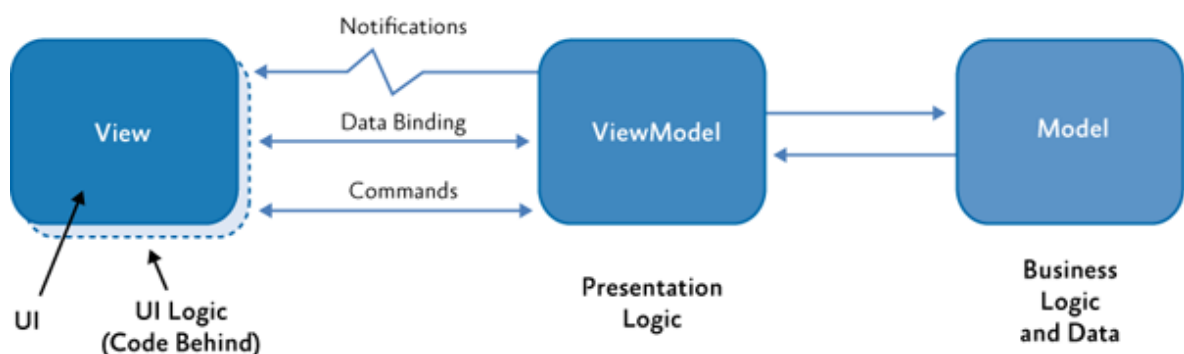 Notifications
View
Data Binding
ViewModel
Model
Commands
UI
UI Logic
(Code Behind)
Presentation
Logic
Business
Logic
and Data